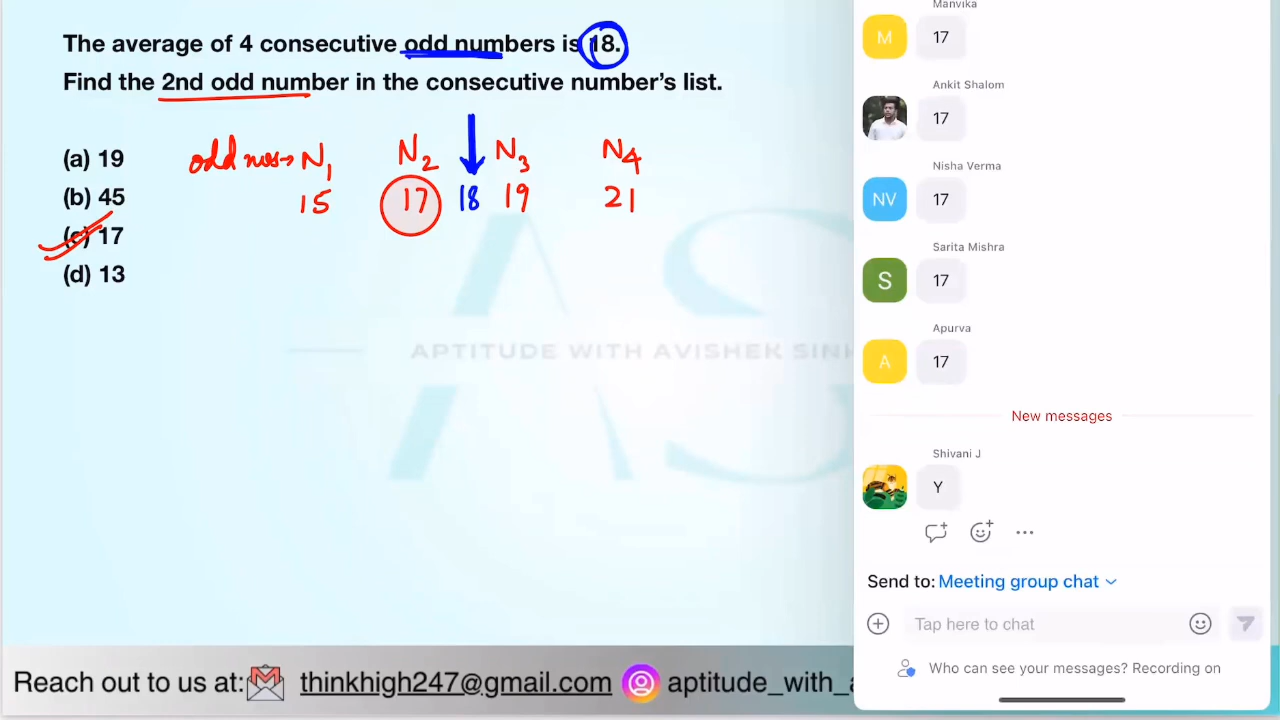 The average of 4 consecutive odd numbers is 18.
Find the 2nd odd number in the consecutive number's list.
(a) 19
(b) 45
(c) 17
(d) 13
odd nos→ N1 N2 N3 N4
15 17 18 19 21
APTITUDE WITH AVISHEK SINH
Reach out to us at: thinkhigh247@gmail.com aptitude_with_a
Manvika
M 17
Ankit Shalom
17
Nisha Verma
NV 17
Sarita Mishra
S 17
Apurva
A 17
New messages
Shivani J
Y
Send to: Meeting group chat
Tap here to chat
Who can see your messages? Recording on